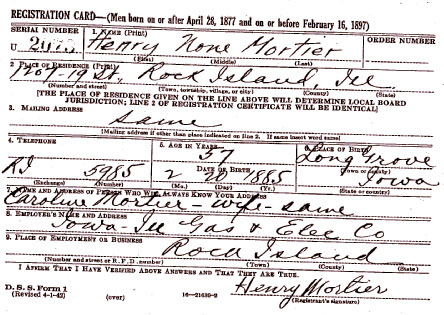 REGISTRATION CARD—(Men born on or after April 28, 1877 and on or before February 16, 1897)
SERIAL NUMBER 1. NAME (Print) ORDER NUMBER
U Henry None Mortier
(First) (Middle) (Last)
2. PLACE OF RESIDENCE (Print)
1207-19 St., Rock Island Ill
(Number and street) (Town, township, village, or city) (County) (State)
[THE PLACE OF RESIDENCE GIVEN ON THE LINE ABOVE WILL DETERMINE LOCAL BOARD
JURISDICTION; LINE 2 OF REGISTRATION CERTIFICATE WILL BE IDENTICAL]
3. MAILING ADDRESS
same
[Mailing address if other than place indicated on line 2. If same insert word same]
4. TELEPHONE 5. AGE IN YEARS 6. PLACE OF BIRTH
57 Long Grove
DATE OF BIRTH (Town or county)
RI 5985 2 20 1885 Iowa
(Exchange) (Number) (Mo.) (Day) (Yr.) (State or country)
7. NAME AND ADDRESS OF PERSON WHO WILL ALWAYS KNOW YOUR ADDRESS
Caroline Mortier wife-same
8. EMPLOYER'S NAME AND ADDRESS
Iowa-Ill Gas & Elec Co
9. PLACE OF EMPLOYMENT OR BUSINESS
Rock Island
(Number and street or R. F. D. number) (Town) (County) (State)
I AFFIRM THAT I HAVE VERIFIED ABOVE ANSWERS AND THAT THEY ARE TRUE.
D. S. S. Form 1 Henry Mortier
(Revised 4-1-42) (over) 16—21630-2 (Registrant's signature)